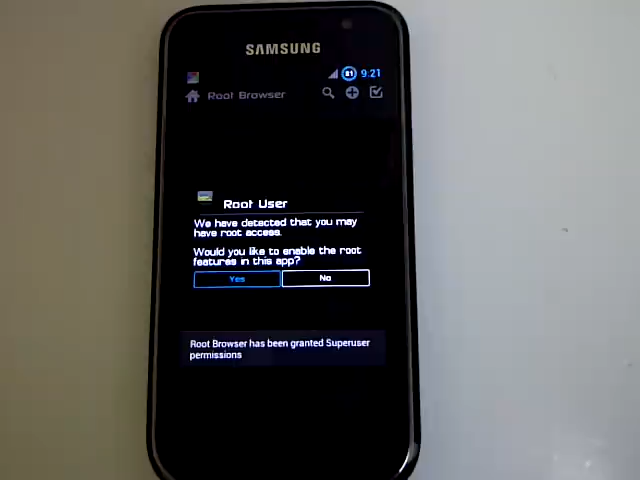 SAMSUNG
81 9:21
Root Browser
Root User
We have detected that you may
have root access.
Would you like to enable the root
features in this app?
Yes No
Root Browser has been granted Superuser
permissions